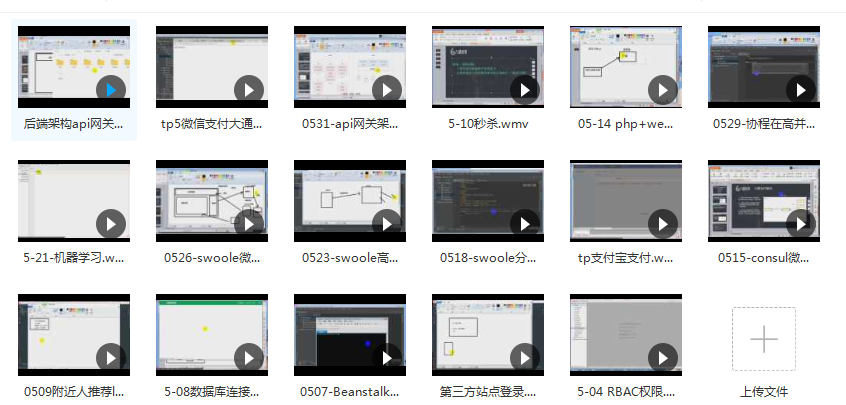 后端架构api网关...
tp5微信支付大通...
0531-api网关架...
5-10秒杀.wmv
05-14 php+we...
0529-协程在高并...
5-21-机器学习.w...
0526-swoole微...
0523-swoole高...
0518-swoole分...
tp支付宝支付.w...
0515-consul微...
0509附近人推荐l...
5-08数据库连接...
0507-Beanstalk...
第三方站点登录....
5-04 RBAC权限....
上传文件